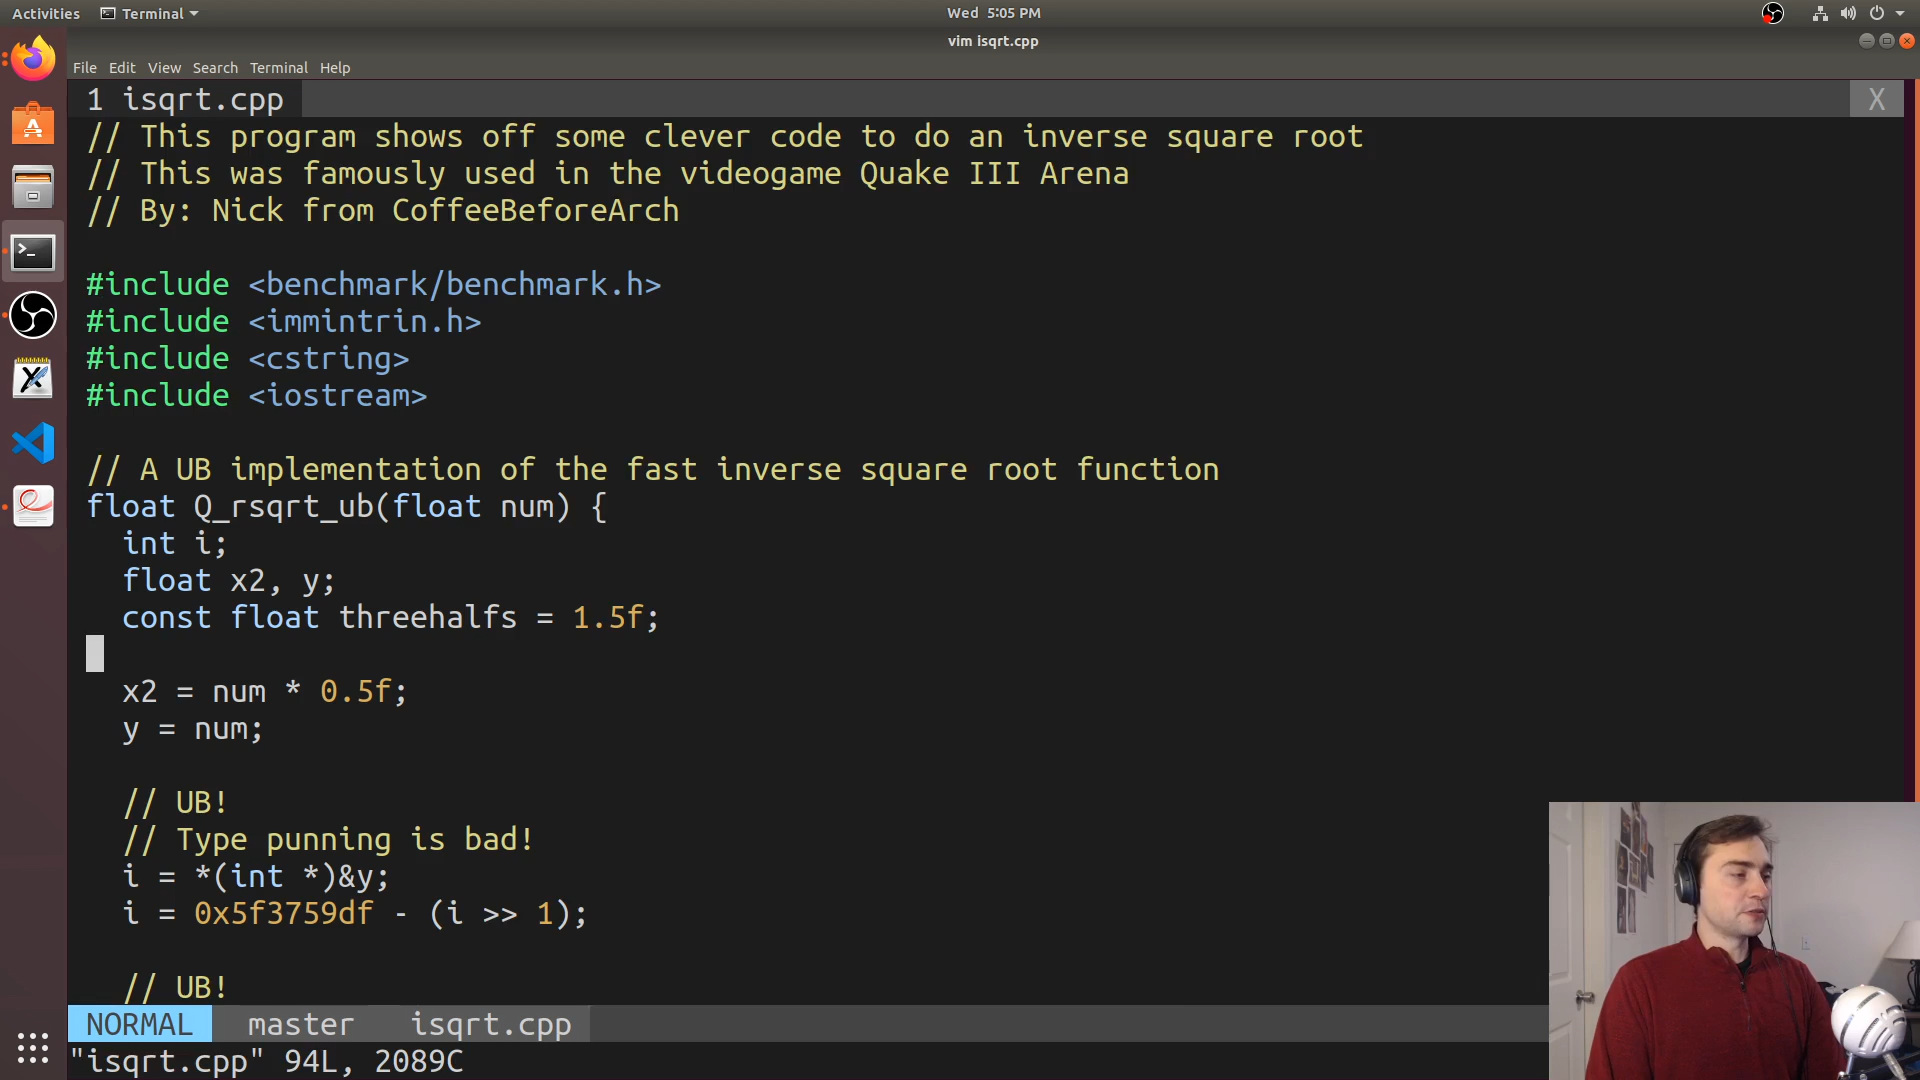 Activities Terminal Wed 5:05 PM
vim isqrt.cpp
File Edit View Search Terminal Help
1 isqrt.cpp X
// This program shows off some clever code to do an inverse square root
// This was famously used in the videogame Quake III Arena
// By: Nick from CoffeeBeforeArch
#include <benchmark/benchmark.h>
#include <immintrin.h>
#include <cstring>
#include <iostream>
// A UB implementation of the fast inverse square root function
float Q_rsqrt_ub(float num) {
int i;
float x2, y;
const float threehalfs = 1.5f;
x2 = num * 0.5f;
y = num;
// UB!
// Type punning is bad!
i = *(int *)&y;
i = 0x5f3759df - (i >> 1);
// UB!
NORMAL master isqrt.cpp
"isqrt.cpp" 94L, 2089C